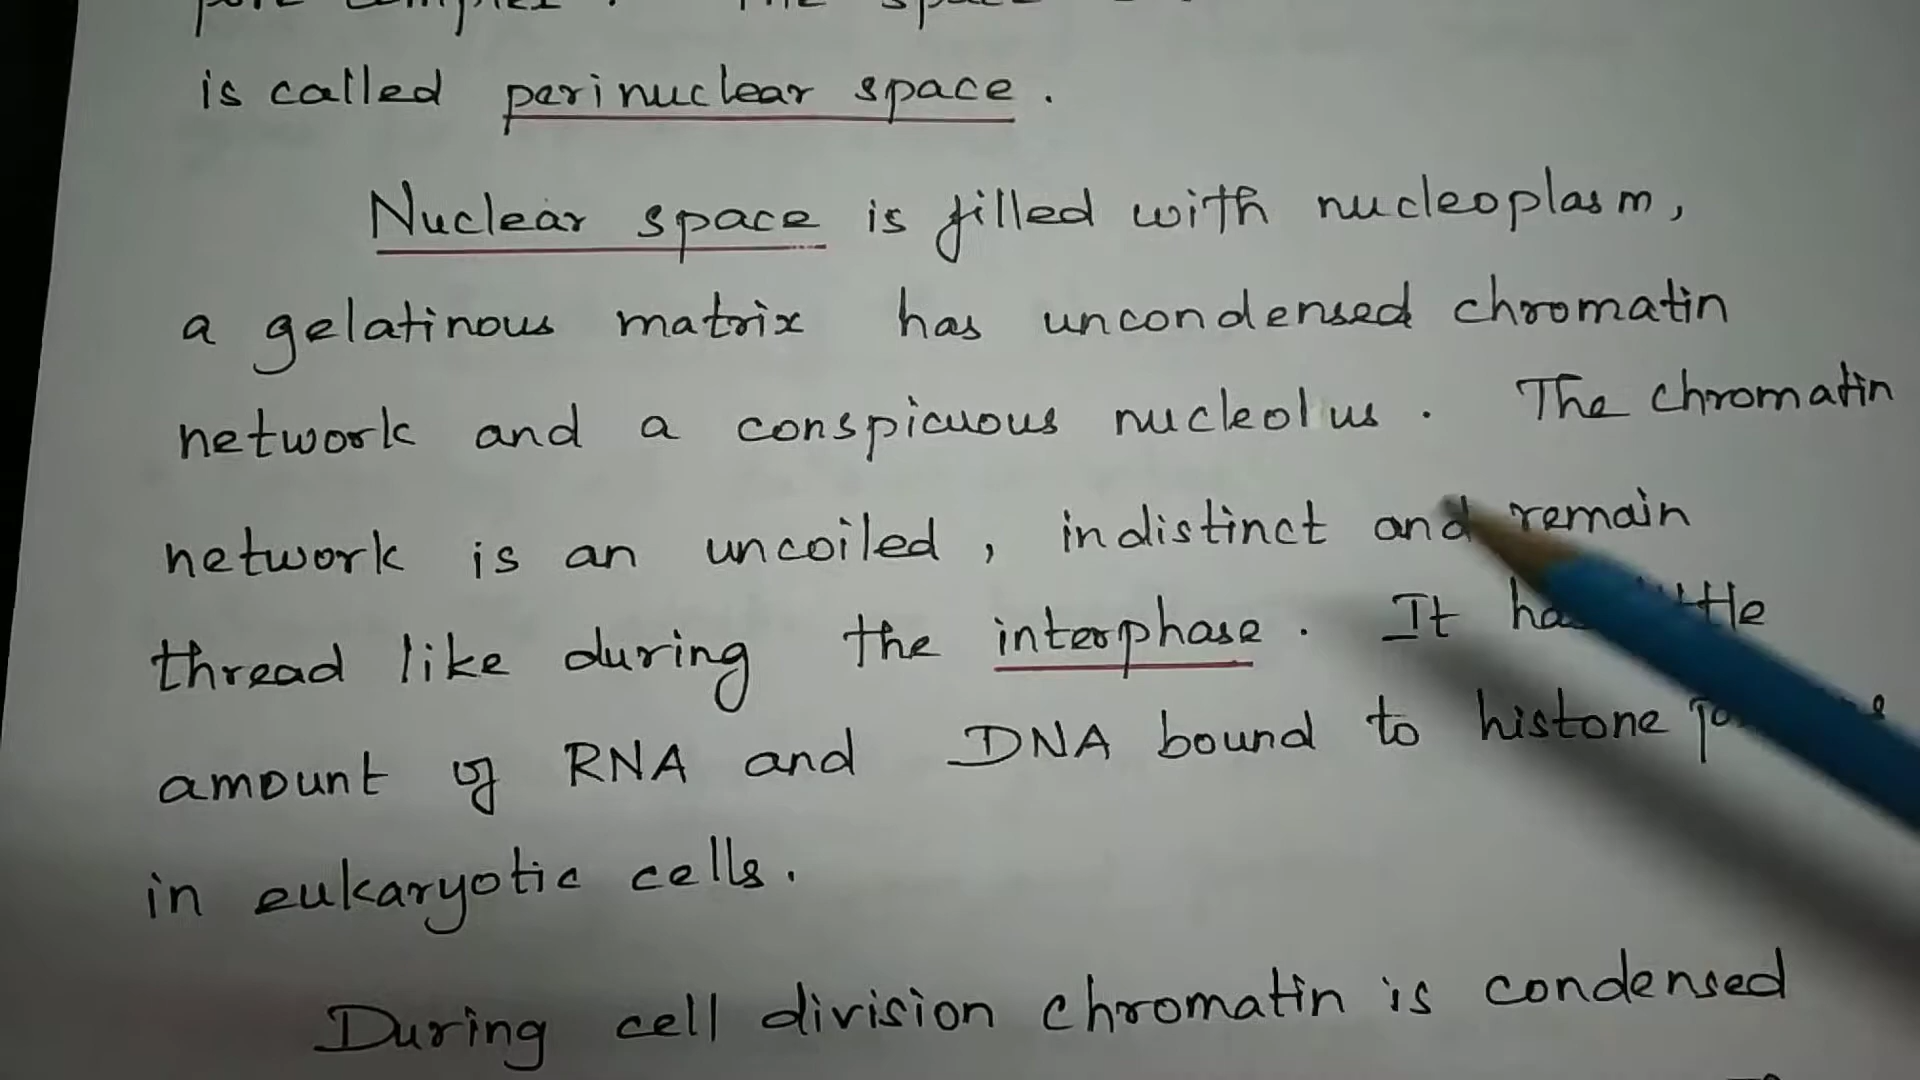 is called perinuclear space.
Nuclear space is filled with nucleoplasm,
a gelatinous matrix has uncondensed chromatin
network and a conspicuous nucleolus. The chromatin
network is an uncoiled, indistinct and remain
thread like during the interphase. It
amount of RNA and DNA bound to histone
in eukaryotic cells.
During cell division chromatin is condensed